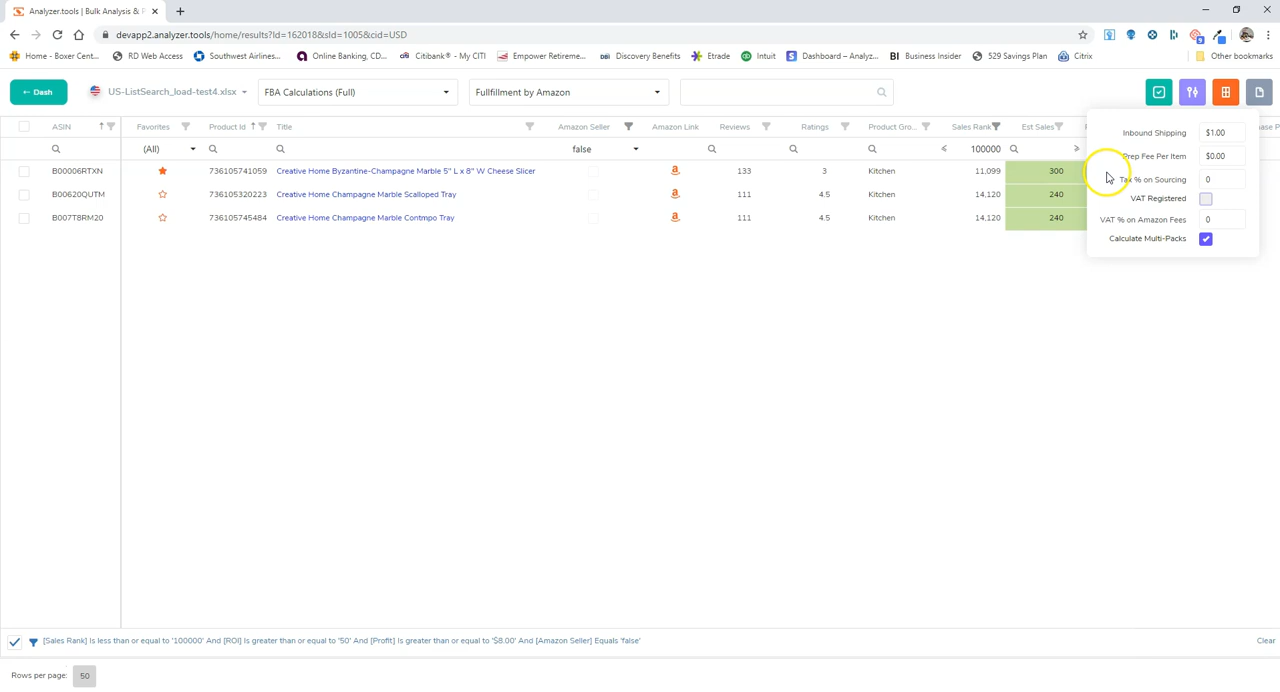 Analyzer.tools | Bulk Analysis & P
devapp2.analyzer.tools/home/results?Id=162018&sId=1005&cid=USD
Home - Boxer Cent... RD Web Access Southwest Airlines... Online Banking, CD... Citibank® - My CITI Empower Retireme... Discovery Benefits Etrade Intuit Dashboard – Analyz... Business Insider 529 Savings Plan Citrix Other bookmarks
← Dash US-ListSearch_load-test4.xlsx FBA Calculations (Full) Fullfillment by Amazon
ASIN Favorites Product Id Title Amazon Seller Amazon Link Reviews Ratings Product Gro... Sales Rank Est Sales
(All) false < 100000 ≥
B00006RTXN 736105741059 Creative Home Byzantine-Champagne Marble 5" L x 8" W Cheese Slicer 133 3 Kitchen 11,099 300
B00620QUTM 736105320223 Creative Home Champagne Marble Scalloped Tray 111 4.5 Kitchen 14,120 240
B007T8RM20 736105745484 Creative Home Champagne Marble Contmpo Tray 111 4.5 Kitchen 14,120 240
Inbound Shipping $1.00
Prep Fee Per Item $0.00
Tax % on Sourcing 0
VAT Registered
VAT % on Amazon Fees 0
Calculate Multi-Packs
[Sales Rank] Is less than or equal to '100000' And [ROI] Is greater than or equal to '50' And [Profit] Is greater than or equal to '$8.00' And [Amazon Seller] Equals 'false' Clear
Rows per page: 50